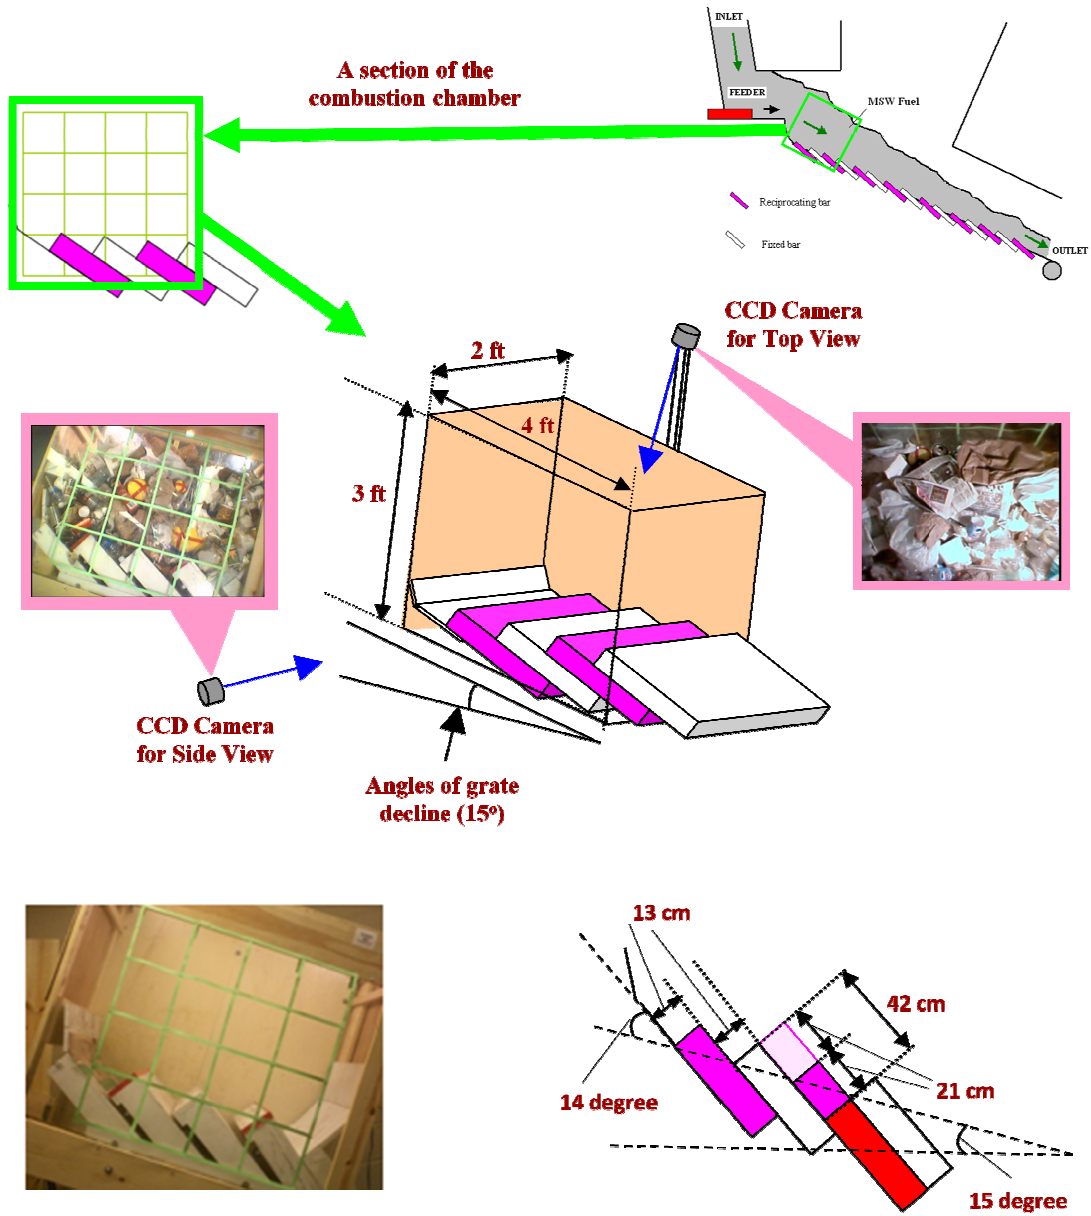 INLET
FEEDER
MSW Fuel
Reciprocating bar
Fixed bar
OUTLET
A section of the
combustion chamber
CCD Camera
for Top View
2 ft
4 ft
3 ft
CCD Camera
for Side View
Angles of grate
decline (15º)
13 cm
42 cm
21 cm
14 degree
15 degree